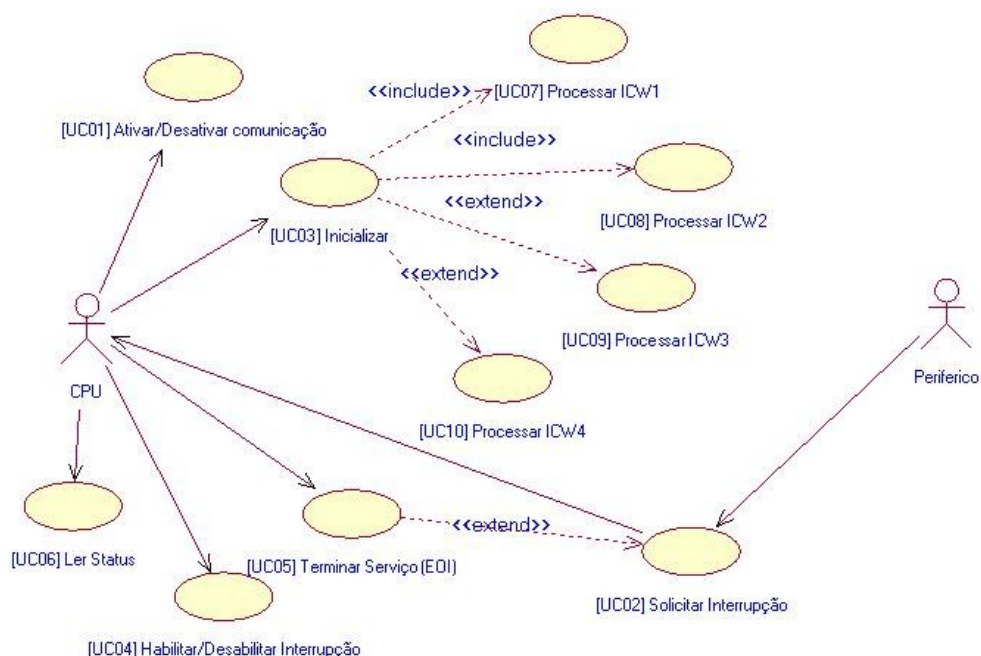 <<include>>
[UC07] Processar ICW1
[UC01] Ativar/Desativar comunicação
<<include>>
<<extend>>
[UC08] Processar ICW2
[UC03] Inicializar
<<extend>>
[UC09] Processar ICW3
CPU
Periferico
[UC10] Processar ICW4
<<extend>>
[UC06] Ler Status
[UC05] Terminar Serviço (EOI)
[UC02] Solicitar Interrupção
[UC04] Habilitar/Desabilitar Interrupção